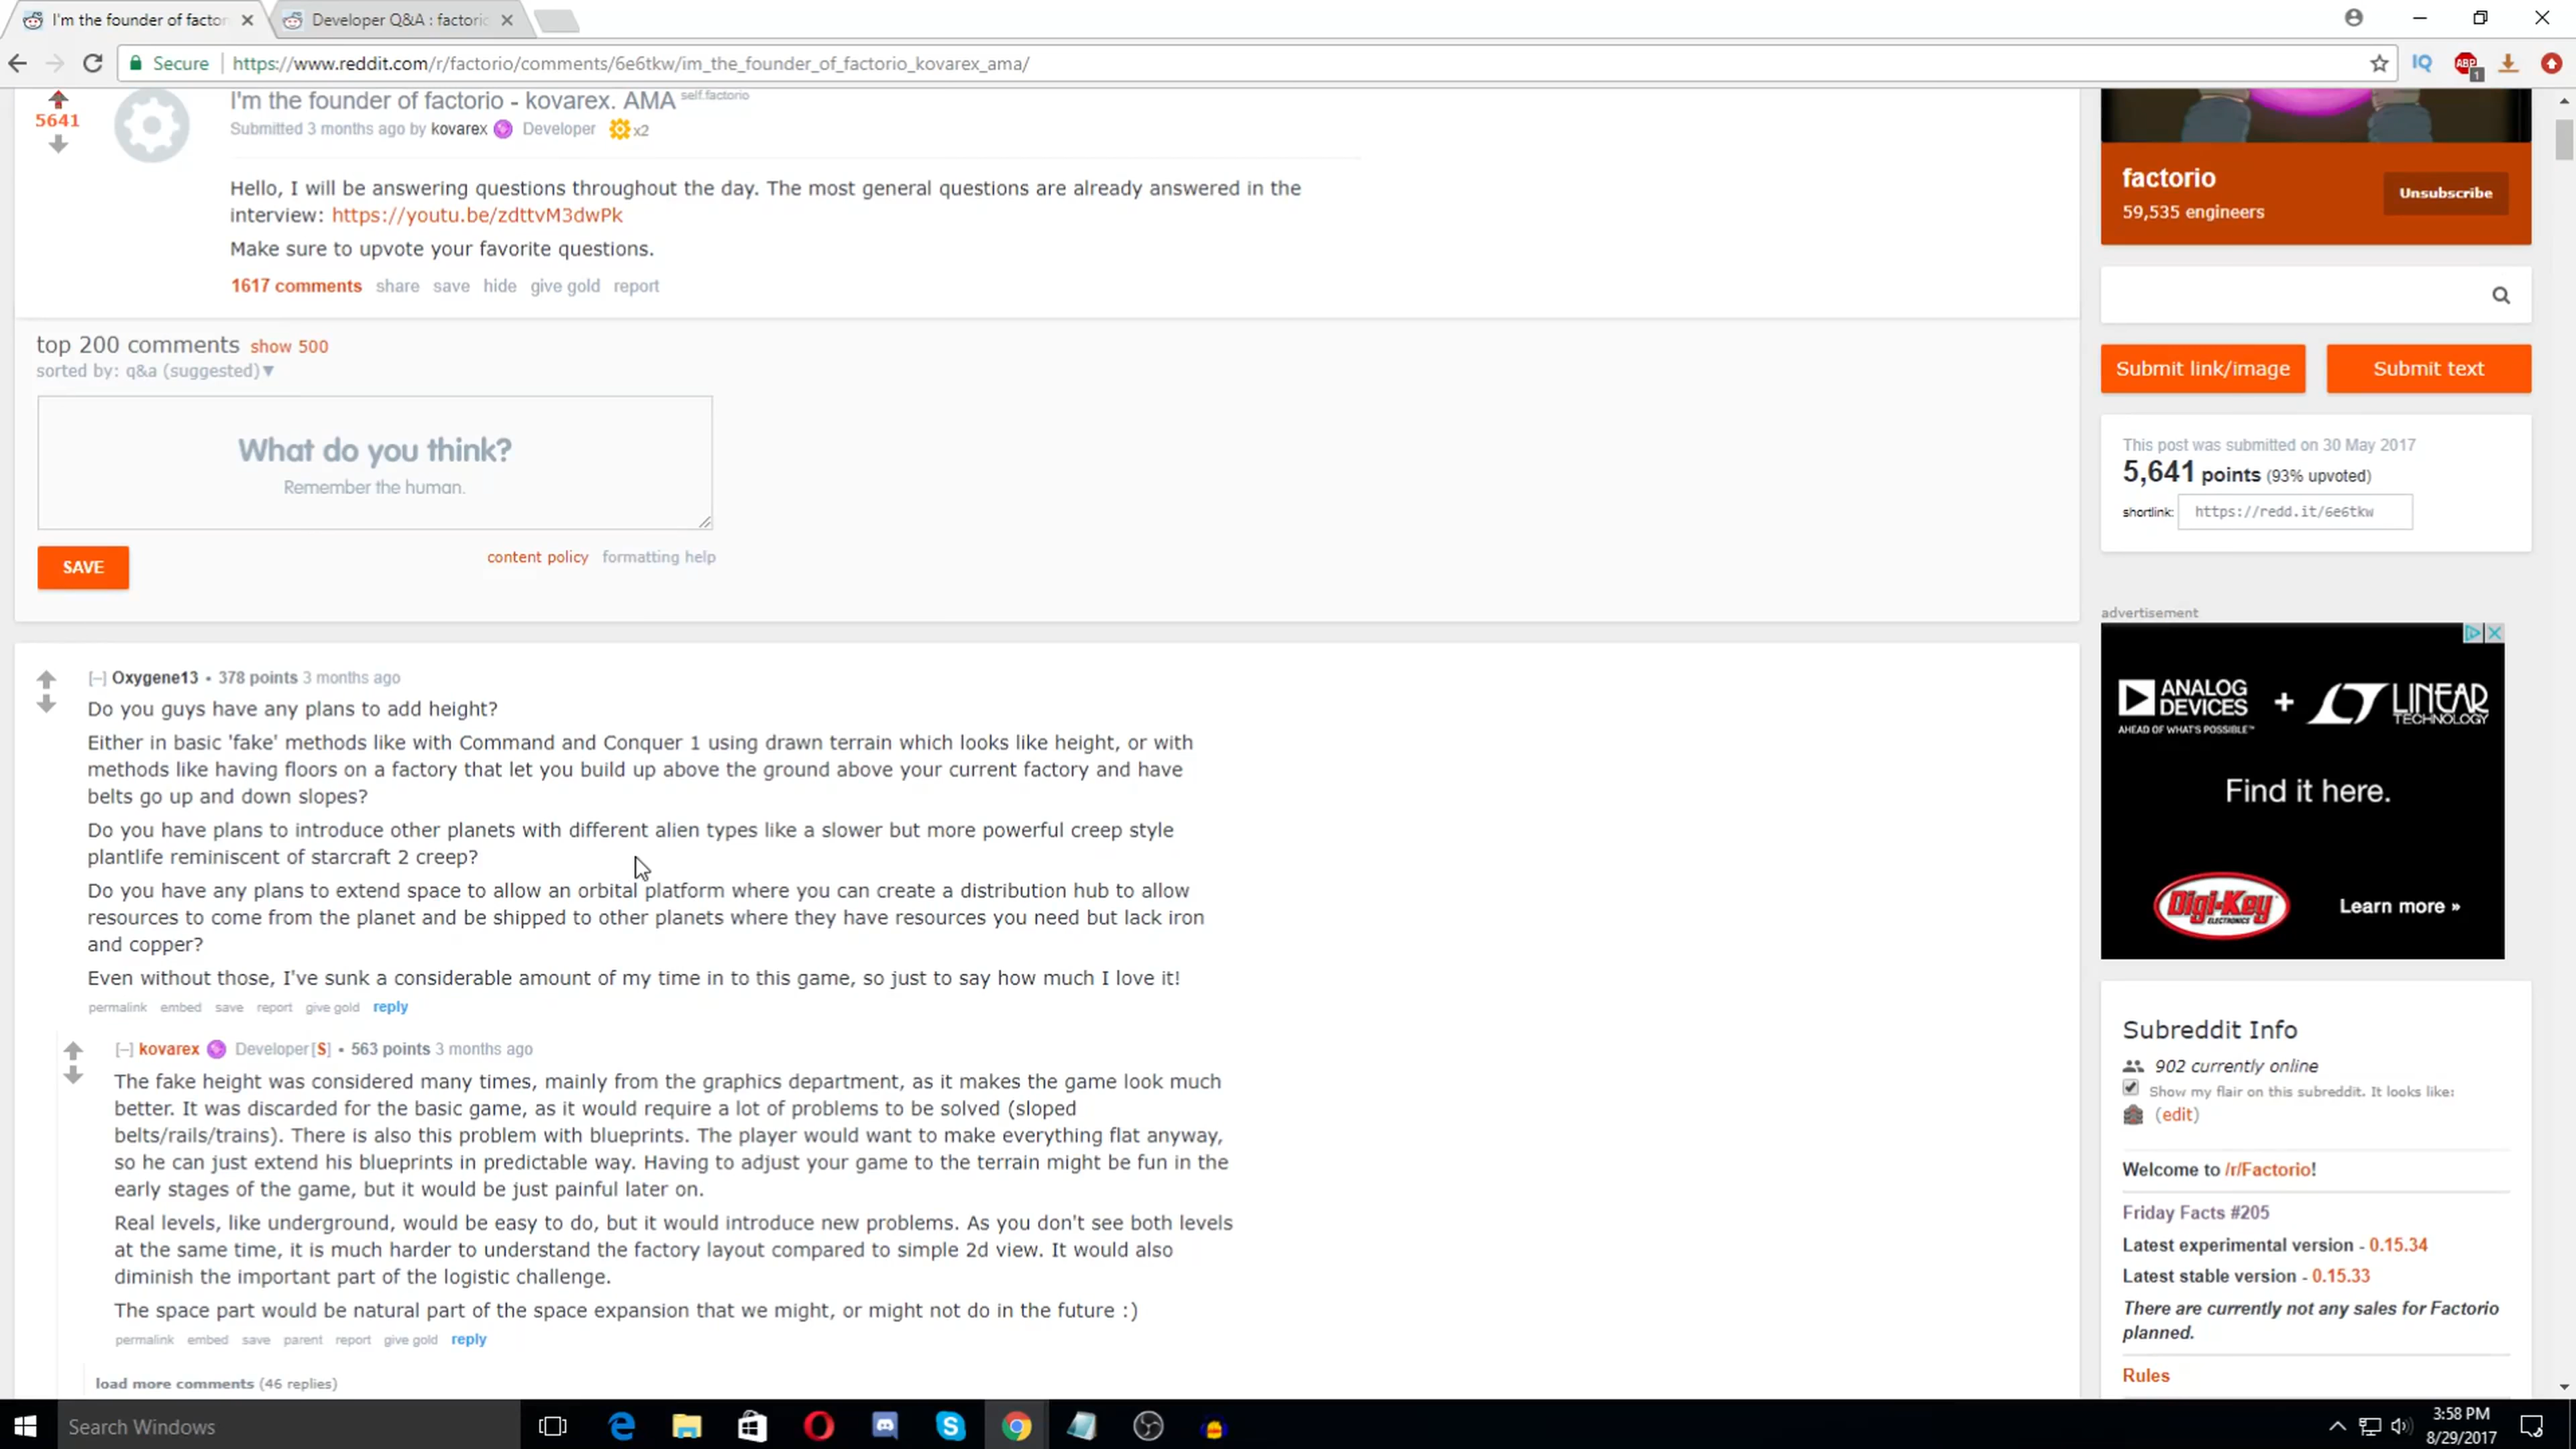 I'm the founder of factor
Developer Q&A : factorio
Secure
https://www.reddit.com/r/factorio/comments/6e6tkw/im_the_founder_of_factorio_kovarex_ama/
IQ
ABP
1
5641
I'm the founder of factorio - kovarex. AMA self.factorio
Submitted 3 months ago by kovarex Developer x2
Hello, I will be answering questions throughout the day. The most general questions are already answered in the
interview: https://youtu.be/zdttvM3dwPk
Make sure to upvote your favorite questions.
1617 comments share save hide give gold report
top 200 comments show 500
sorted by: q&a (suggested)▼
What do you think?
Remember the human.
SAVE
content policy formatting help
[–] Oxygene13 • 378 points 3 months ago
Do you guys have any plans to add height?
Either in basic 'fake' methods like with Command and Conquer 1 using drawn terrain which looks like height, or with
methods like having floors on a factory that let you build up above the ground above your current factory and have
belts go up and down slopes?
Do you have plans to introduce other planets with different alien types like a slower but more powerful creep style
plantlife reminiscent of starcraft 2 creep?
Do you have any plans to extend space to allow an orbital platform where you can create a distribution hub to allow
resources to come from the planet and be shipped to other planets where they have resources you need but lack iron
and copper?
Even without those, I've sunk a considerable amount of my time in to this game, so just to say how much I love it!
permalink embed save report give gold reply
[–] kovarex Developer[S] • 563 points 3 months ago
The fake height was considered many times, mainly from the graphics department, as it makes the game look much
better. It was discarded for the basic game, as it would require a lot of problems to be solved (sloped
belts/rails/trains). There is also this problem with blueprints. The player would want to make everything flat anyway,
so he can just extend his blueprints in predictable way. Having to adjust your game to the terrain might be fun in the
early stages of the game, but it would be just painful later on.
Real levels, like underground, would be easy to do, but it would introduce new problems. As you don't see both levels
at the same time, it is much harder to understand the factory layout compared to simple 2d view. It would also
diminish the important part of the logistic challenge.
The space part would be natural part of the space expansion that we might, or might not do in the future :)
permalink embed save parent report give gold reply
load more comments (46 replies)
factorio
59,535 engineers
Unsubscribe
Submit link/image
Submit text
This post was submitted on 30 May 2017
5,641 points (93% upvoted)
shortlink: https://redd.it/6e6tkw
advertisement
ANALOG
DEVICES
AHEAD OF WHAT'S POSSIBLE™
+
LINEAR
TECHNOLOGY
Find it here.
Digi-Key
ELECTRONICS
Learn more »
Subreddit Info
902 currently online
Show my flair on this subreddit. It looks like:
(edit)
Welcome to /r/Factorio!
Friday Facts #205
Latest experimental version - 0.15.34
Latest stable version - 0.15.33
There are currently not any sales for Factorio
planned.
Rules
Search Windows
3:58 PM
8/29/2017